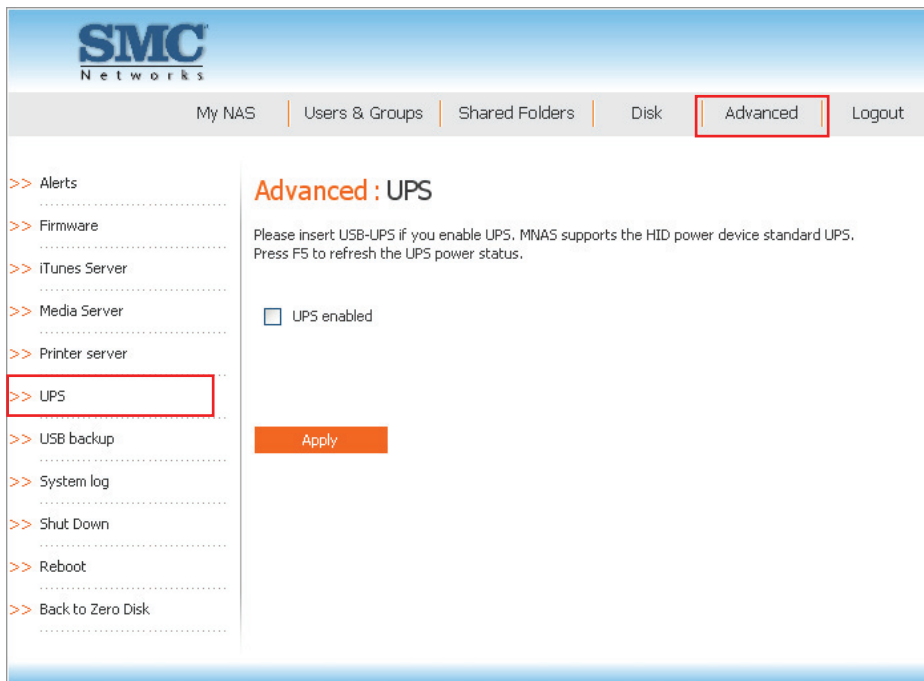 SMC
Networks
My NAS Users & Groups Shared Folders Disk Advanced Logout
>> Alerts
>> Firmware
>> iTunes Server
>> Media Server
>> Printer server
>> UPS
>> USB backup
>> System log
>> Shut Down
>> Reboot
>> Back to Zero Disk
Advanced : UPS
Please insert USB-UPS if you enable UPS. MNAS supports the HID power device standard UPS.
Press F5 to refresh the UPS power status.
UPS enabled
Apply